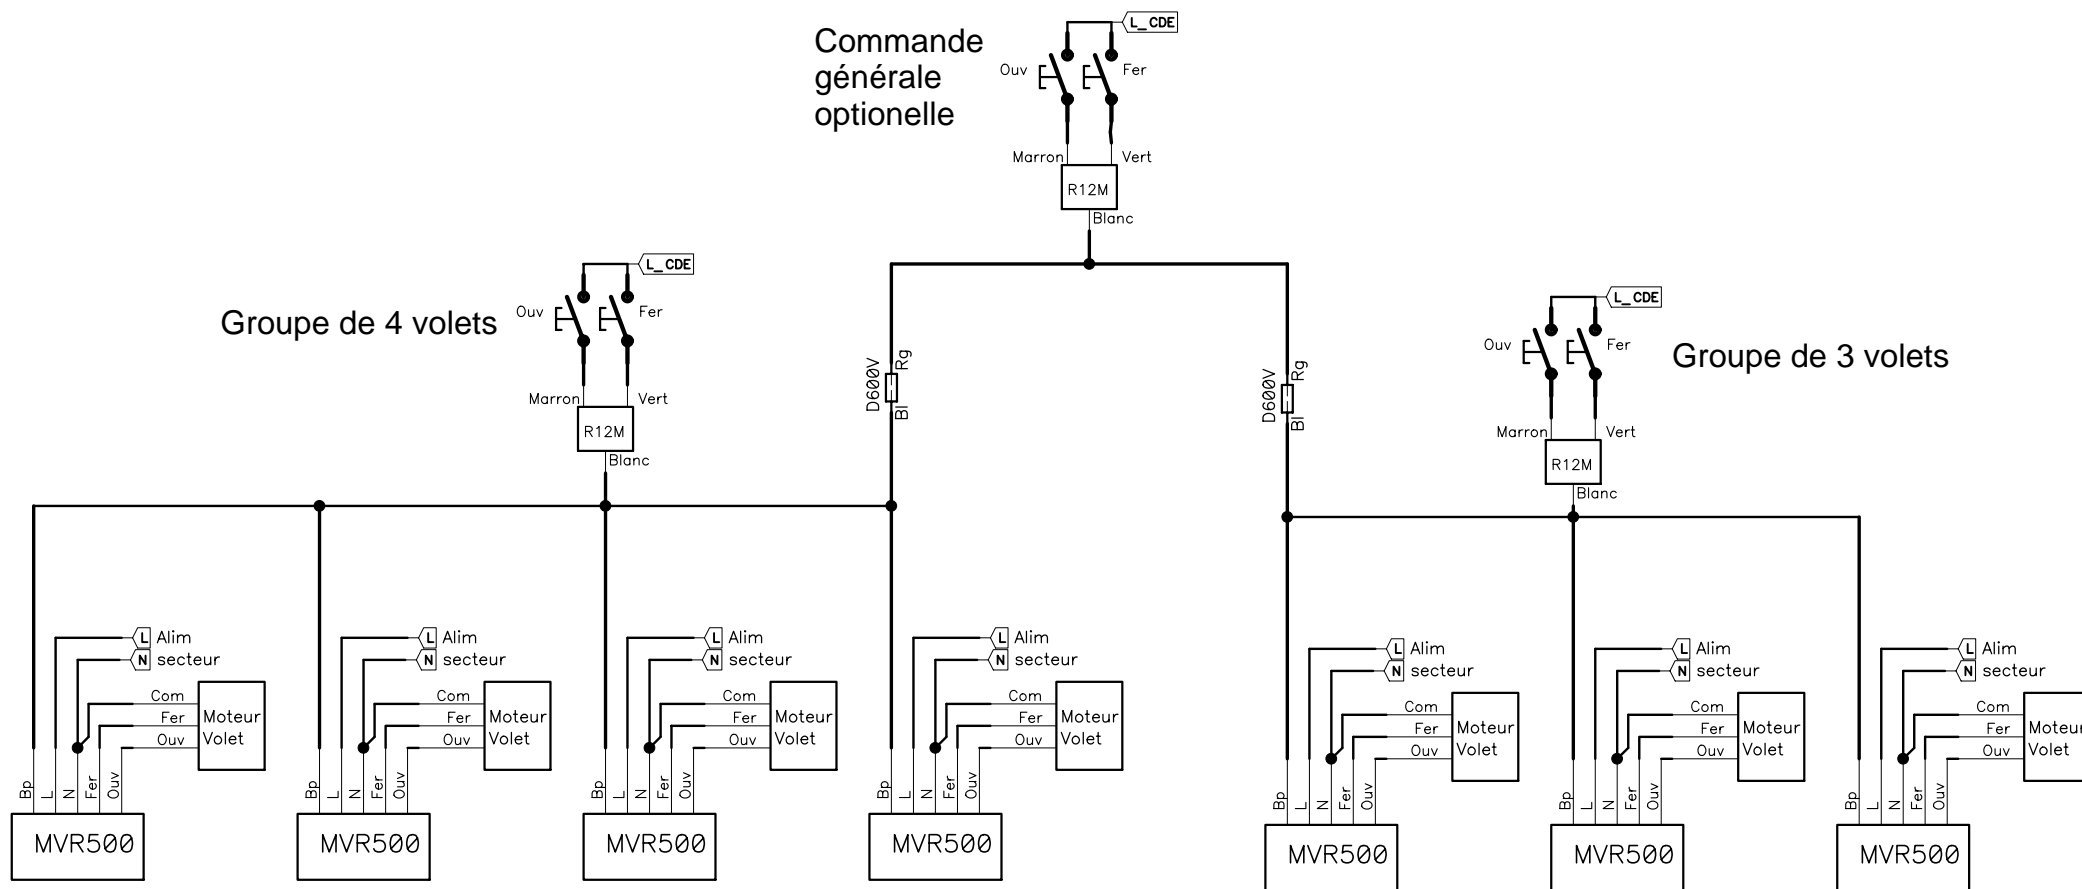 Commande
générale
optionelle
L_CDE
Ouv
Fer
Marron
Vert
R12M
Blanc
Groupe de 4 volets
L_CDE
Ouv
Fer
Marron
Vert
R12M
Blanc
D600V
Rg
Bl
D600V
Rg
Bl
L_CDE
Ouv
Fer
Groupe de 3 volets
Marron
Vert
R12M
Blanc
L Alim
N secteur
Com
Fer
Ouv
Moteur
Volet
Bp L N Fer Ouv
MVR500
L Alim
N secteur
Com
Fer
Ouv
Moteur
Volet
Bp L N Fer Ouv
MVR500
L Alim
N secteur
Com
Fer
Ouv
Moteur
Volet
Bp L N Fer Ouv
MVR500
L Alim
N secteur
Com
Fer
Ouv
Moteur
Volet
Bp L N Fer Ouv
MVR500
L Alim
N secteur
Com
Fer
Ouv
Moteur
Volet
Bp L N Fer Ouv
MVR500
L Alim
N secteur
Com
Fer
Ouv
Moteur
Volet
Bp L N Fer Ouv
MVR500
L Alim
N secteur
Com
Fer
Ouv
Moteur
Volet
Bp L N Fer Ouv
MVR500